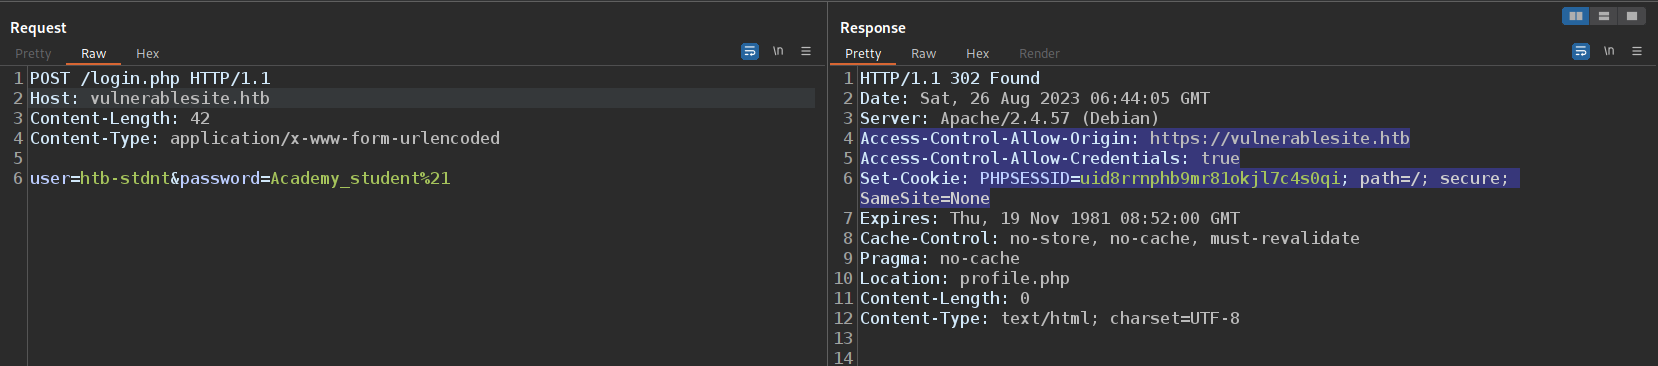 Request
Pretty Raw Hex
\n
1 POST /login.php HTTP/1.1
2 Host: vulnerablesite.htb
3 Content-Length: 42
4 Content-Type: application/x-www-form-urlencoded
5
6 user=htb-stdnt&password=Academy_student%21
Response
Pretty Raw Hex Render
\n
1 HTTP/1.1 302 Found
2 Date: Sat, 26 Aug 2023 06:44:05 GMT
3 Server: Apache/2.4.57 (Debian)
4 Access-Control-Allow-Origin: https://vulnerablesite.htb
5 Access-Control-Allow-Credentials: true
6 Set-Cookie: PHPSESSID=uid8rrnphb9mr81okjl7c4s0qi; path=/; secure;
SameSite=None
7 Expires: Thu, 19 Nov 1981 08:52:00 GMT
8 Cache-Control: no-store, no-cache, must-revalidate
9 Pragma: no-cache
10 Location: profile.php
11 Content-Length: 0
12 Content-Type: text/html; charset=UTF-8
13
14